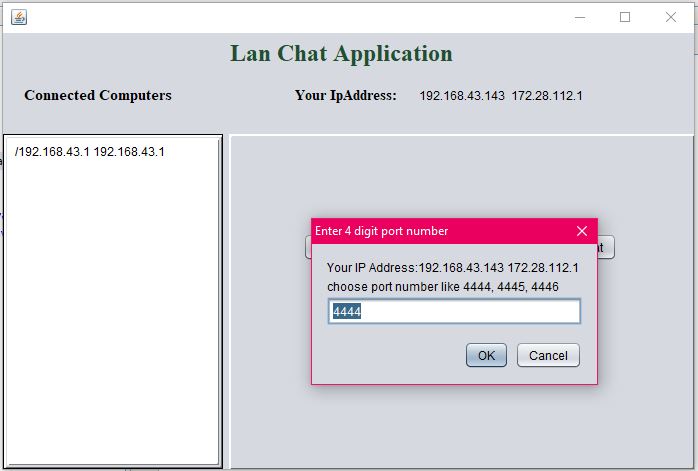 Lan Chat Application
Connected Computers
Your IpAddress: 192.168.43.143 172.28.112.1
/192.168.43.1 192.168.43.1
Enter 4 digit port number
Your IP Address:192.168.43.143 172.28.112.1
choose port number like 4444, 4445, 4446
4444
OK Cancel